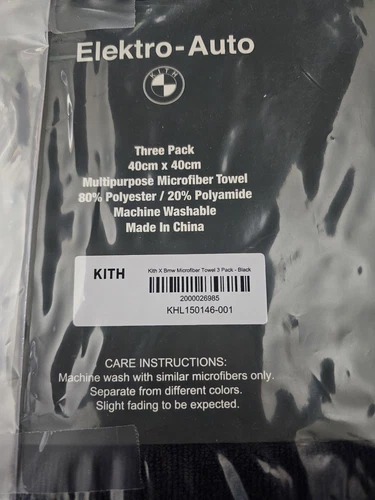 Elektro-Auto
KITH
Three Pack
40cm x 40cm
Multipurpose Microfiber Towel
80% Polyester / 20% Polyamide
Machine Washable
Made In China
KITH
Kith X Bmw Microfiber Towel 3 Pack - Black
2000026985
KHL150146-001
CARE INSTRUCTIONS:
Machine wash with similar microfibers only.
Separate from different colors.
Slight fading to be expected.